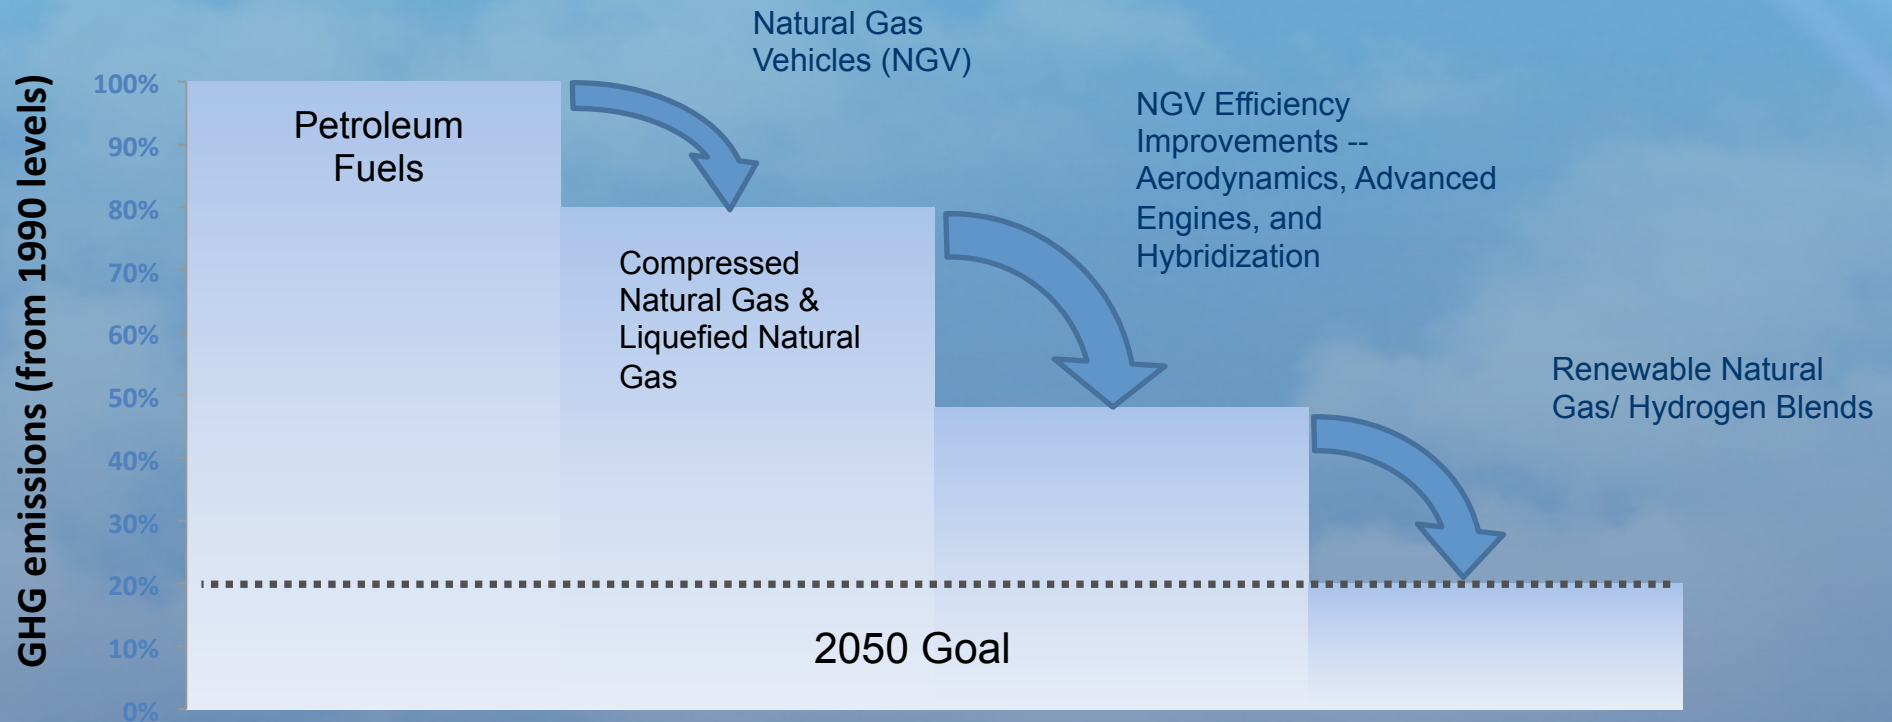 Natural Gas
Vehicles (NGV)
NGV Efficiency
Improvements --
Aerodynamics, Advanced
Engines, and
Hybridization
Renewable Natural
Gas/ Hydrogen Blends
GHG emissions (from 1990 levels)
100%
90%
80%
70%
60%
50%
40%
30%
20%
10%
0%
Petroleum
Fuels
Compressed
Natural Gas &
Liquefied Natural
Gas
2050 Goal